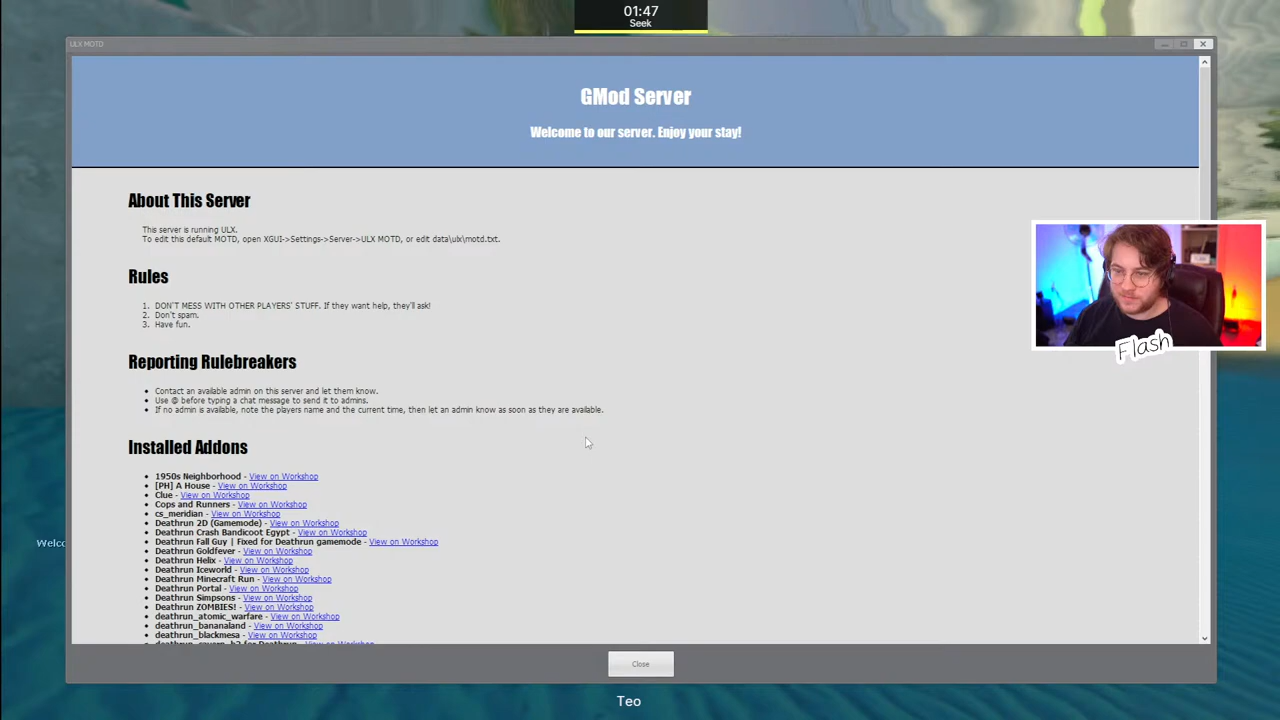 01:47
Seek
ULX MOTD
GMod Server
Welcome to our server. Enjoy your stay!
About This Server
This server is running ULX.
To edit this default MOTD, open XGUI->Settings->Server->ULX MOTD, or edit data\ulx\motd.txt.
Rules
1. DON'T MESS WITH OTHER PLAYERS' STUFF. If they want help, they'll ask!
2. Don't spam.
3. Have fun.
Flash
Reporting Rulebreakers
Contact an available admin on this server and let them know.
Use @ before typing a chat message to send it to admins.
If no admin is available, note the players name and the current time, then let an admin know as soon as they are available.
Installed Addons
1950s Neighborhood - View on Workshop
[PH] A House - View on Workshop
Clue - View on Workshop
Cops and Runners - View on Workshop
cs_meridian - View on Workshop
Deathrun 2D (Gamemode) - View on Workshop
Deathrun Crash Bandicoot Egypt - View on Workshop
Deathrun Fall Guy | Fixed for Deathrun gamemode - View on Workshop
Welco
Deathrun Goldfever - View on Workshop
Deathrun Helix - View on Workshop
Deathrun Iceworld - View on Workshop
Deathrun Minecraft Run - View on Workshop
Deathrun Portal - View on Workshop
Deathrun Simpsons - View on Workshop
Deathrun ZOMBIES! - View on Workshop
deathrun_atomic_warfare - View on Workshop
deathrun_bananaland - View on Workshop
deathrun_blackmesa - View on Workshop
Close
Teo